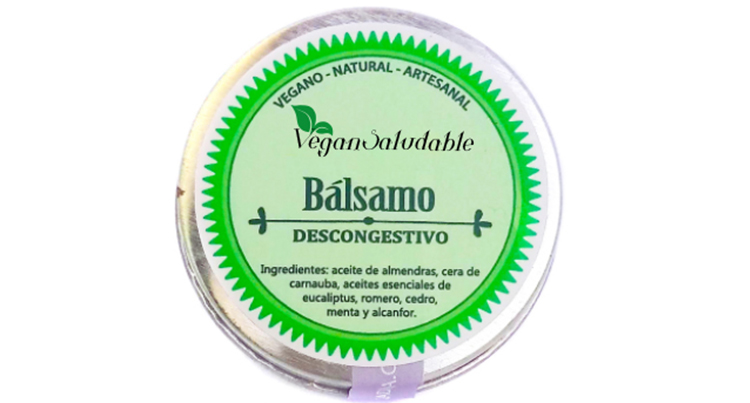 VEGANO - NATURAL - ARTESANAL
VeganSaludable
Bálsamo
DESCONGESTIVO
Ingredientes: aceite de almendras, cera de
carnauba, aceites esenciales de
eucaliptus, romero, cedro,
menta y alcanfor.